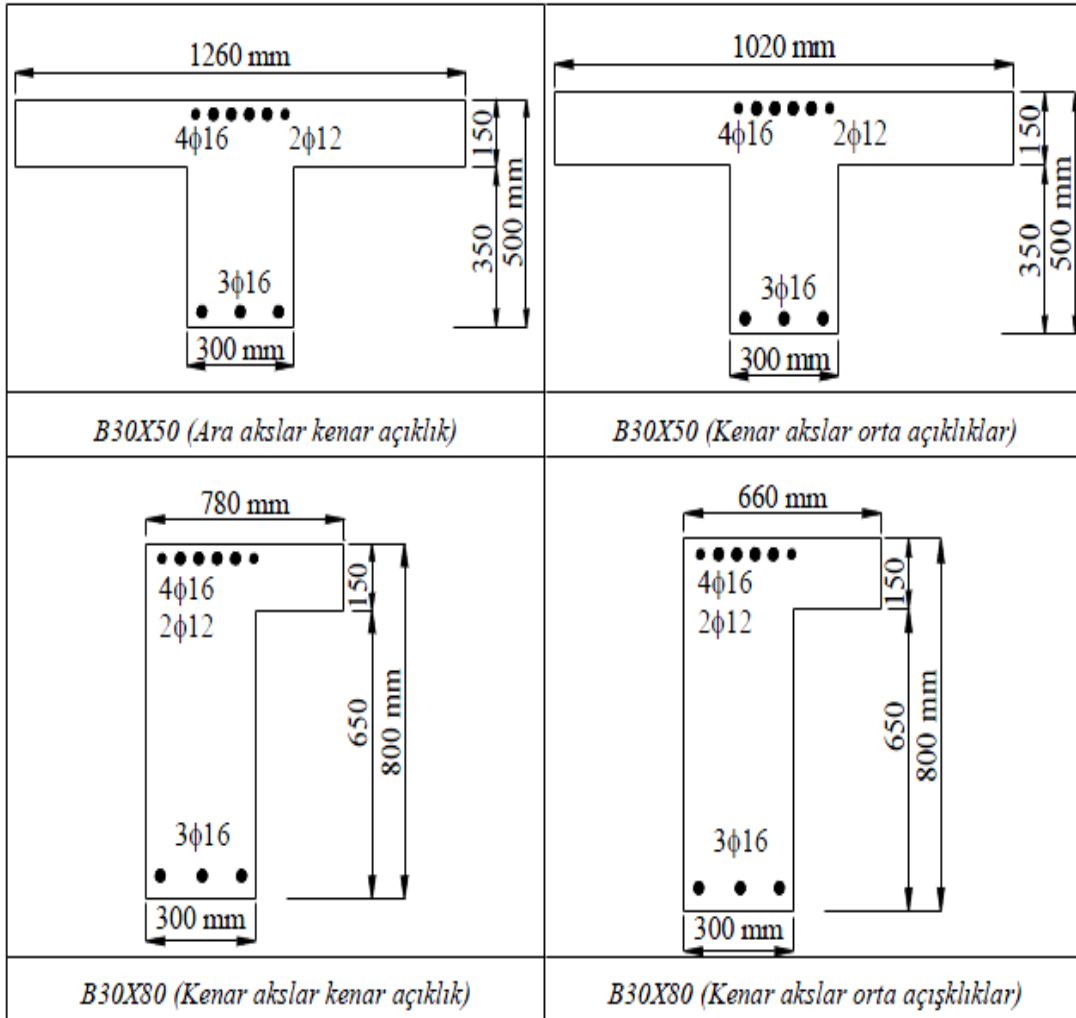 1260 mm
4ϕ16 2ϕ12
150
350
500 mm
3ϕ16
300 mm
B30X50 (Ara akslar kenar açıklık)
1020 mm
4ϕ16 2ϕ12
150
350
500 mm
3ϕ16
300 mm
B30X50 (Kenar akslar orta açıklıklar)
780 mm
4ϕ16
2ϕ12
150
650
800 mm
3ϕ16
300 mm
B30X80 (Kenar akslar kenar açıklık)
660 mm
4ϕ16
2ϕ12
150
650
800 mm
3ϕ16
300 mm
B30X80 (Kenar akslar orta açışklıklar)